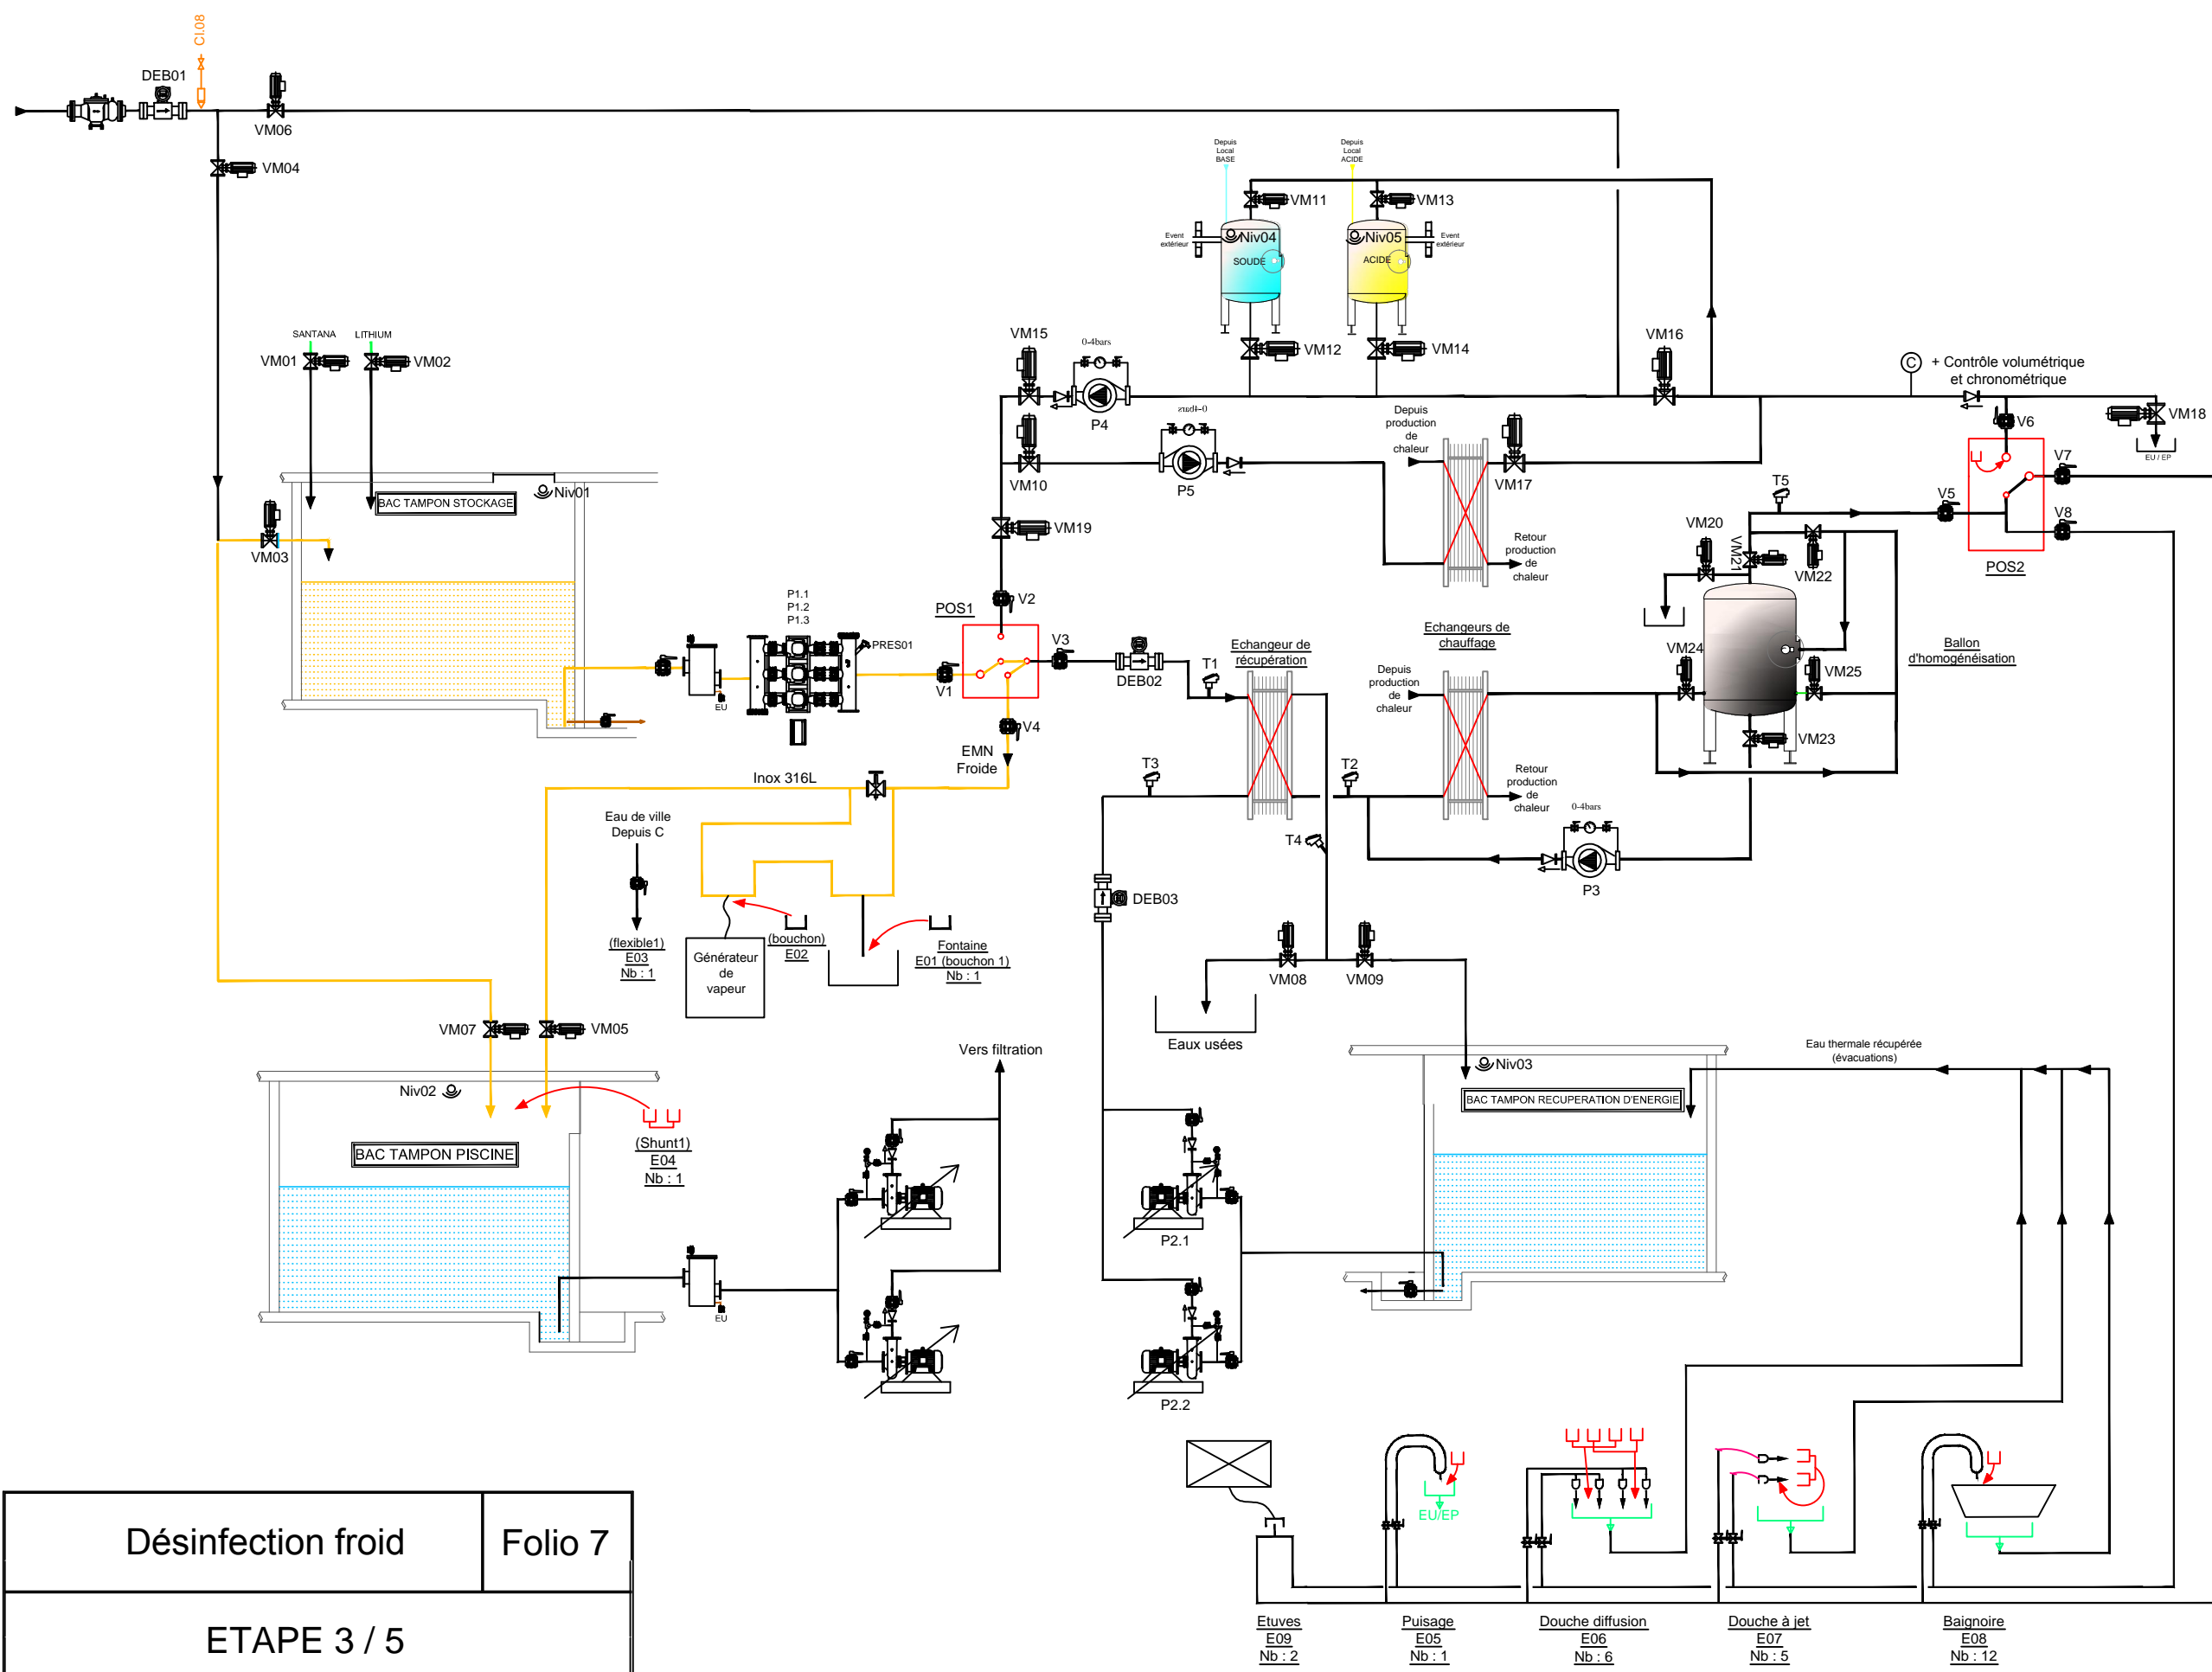 CI.08
DEB01
VM06
VM04
Depuis
Local
BASE
Depuis
Local
ACIDE
VM11
VM13
Event
extérieur
Niv04
Niv05
Event
extérieur
SOUDE
ACIDE
SANTANA
LITHIUM
VM01
VM02
VM15
0-4bars
VM12
VM14
VM16
C
+ Contrôle volumétrique
et chronométrique
P4
0-4bars
Depuis
production
de
chaleur
VM18
V6
EU / EP
VM10
P5
VM17
V7
Niv01
BAC TAMPON STOCKAGE
T5
V5
V8
VM03
VM19
VM20
VM21
VM22
Retour
production
de
chaleur
POS2
P1.1
P1.2
P1.3
V2
POS1
PRES01
V3
V1
DEB02
T1
Echangeur de
récupération
Echangeurs de
chauffage
VM24
VM25
Ballon
d'homogénéisation
EU
V4
Depuis
production
de
chaleur
VM23
EMN
Froide
Inox 316L
T3
T2
Retour
production
de
chaleur
0-4bars
Eau de ville
Depuis C
T4
P3
DEB03
(flexible1)
E03
Nb : 1
Générateur
de
vapeur
(bouchon)
E02
Fontaine
E01 (bouchon 1)
Nb : 1
VM08
VM09
VM07
VM05
Eaux usées
Vers filtration
Eau thermale récupérée
(évacuations)
Niv02
Niv03
BAC TAMPON RECUPERATION D'ENERGIE
(Shunt1)
E04
Nb : 1
BAC TAMPON PISCINE
P2.1
EU
P2.2
EU/EP
Désinfection froid
Folio 7
ETAPE 3 / 5
Etuves
E09
Nb : 2
Puisage
E05
Nb : 1
Douche diffusion
E06
Nb : 6
Douche à jet
E07
Nb : 5
Baignoire
E08
Nb : 12